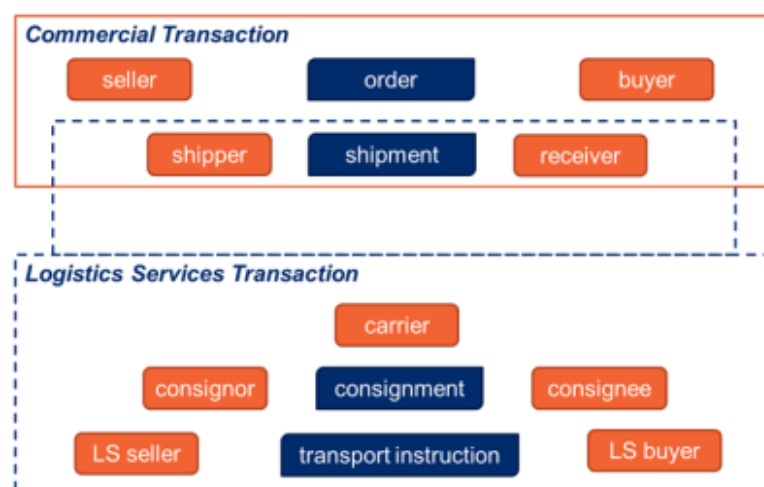 Commercial Transaction
seller order buyer
shipper shipment receiver
Logistics Services Transaction
carrier
consignor consignment consignee
LS seller transport instruction LS buyer